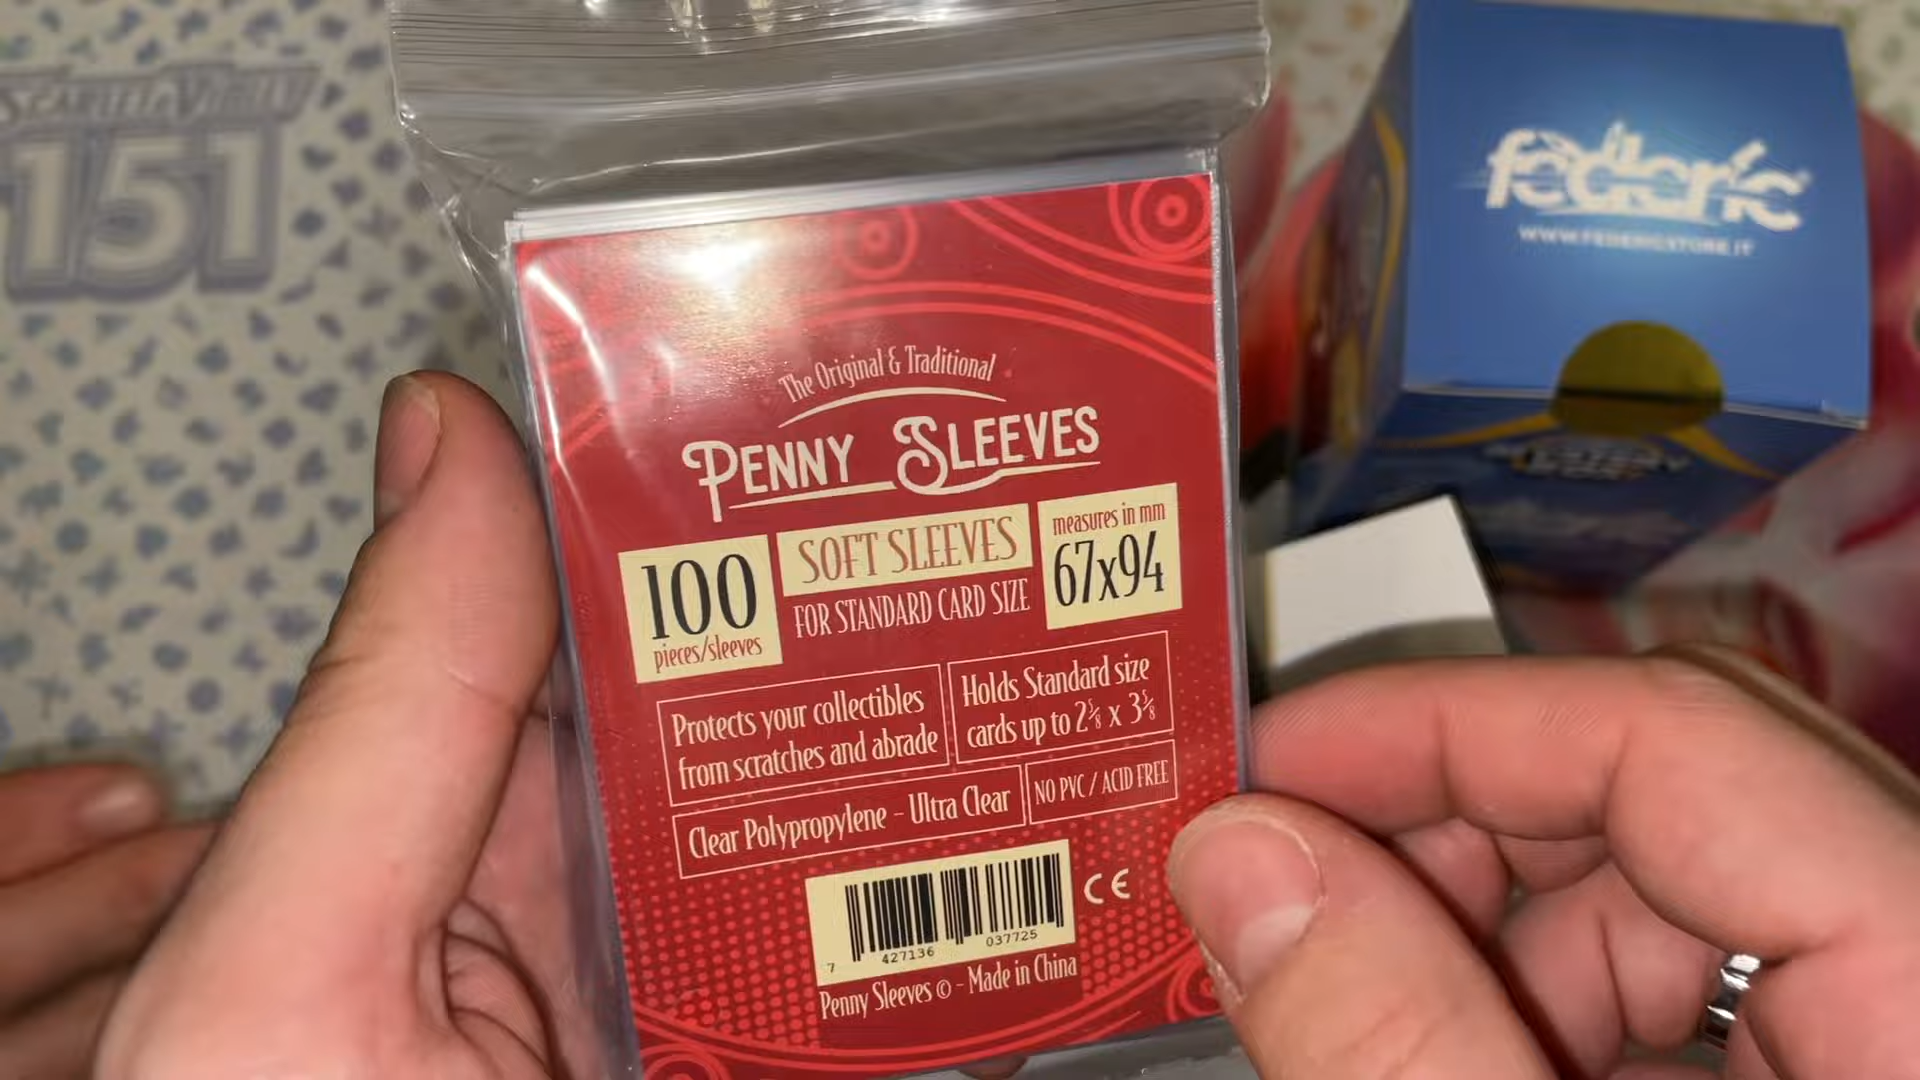 151
federic
WWW.FEDERICSTORE.IT
The Original & Traditional
PENNY SLEEVES
100
pieces/sleeves
SOFT SLEEVES
FOR STANDARD CARD SIZE
measures in mm
67x94
Protects your collectibles
from scratches and abrade
Holds Standard size
cards up to 2⅝ x 3⅝
Clear Polypropylene - Ultra Clear
NO PVC / ACID FREE
7 427136 037725
CE
Penny Sleeves © - Made in China